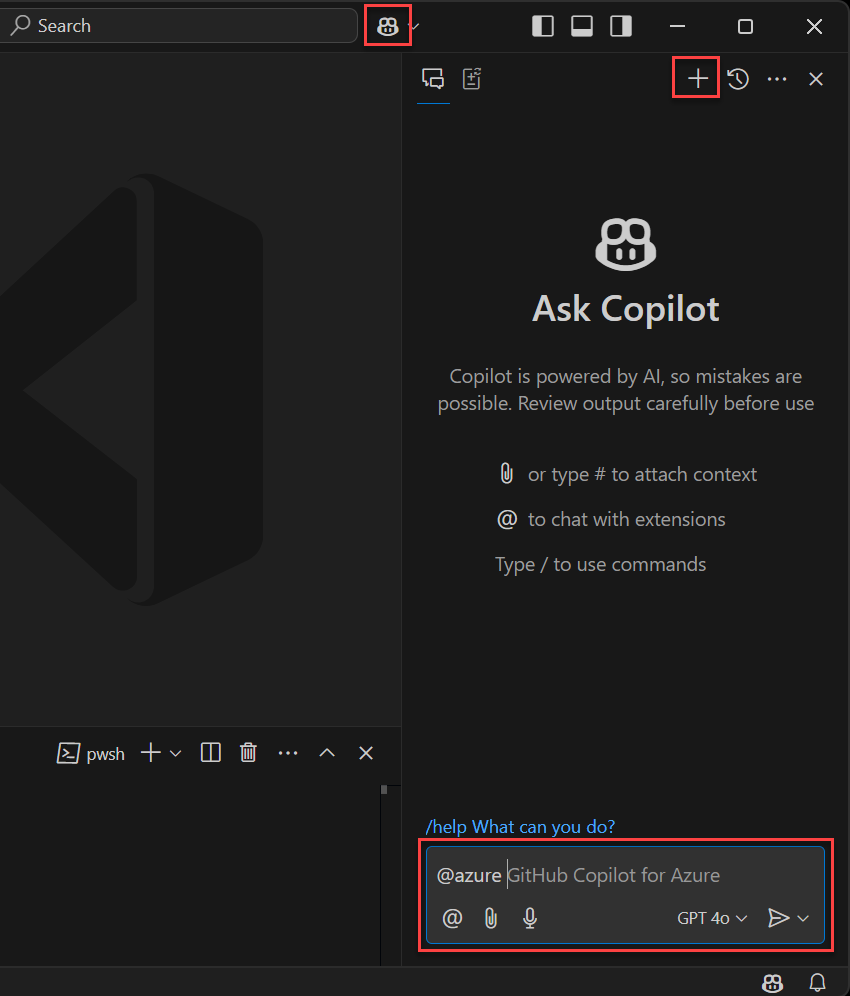 Search
Ask Copilot
Copilot is powered by AI, so mistakes are
possible. Review output carefully before use
or type # to attach context
@ to chat with extensions
Type / to use commands
pwsh
/help What can you do?
@azure GitHub Copilot for Azure
@
GPT 4o